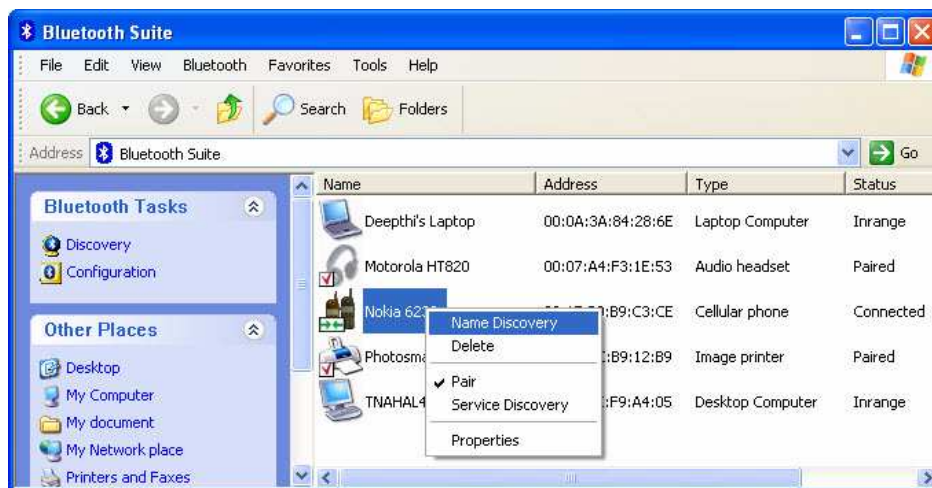 Bluetooth Suite
File Edit View Bluetooth Favorites Tools Help
Back Search Folders
Address Bluetooth Suite Go
Name Address Type Status
Bluetooth Tasks
Discovery
Configuration
Other Places
Desktop
My Computer
My document
My Network place
Printers and Faxes
Deepthi's Laptop 00:0A:3A:84:28:6E Laptop Computer Inrange
Motorola HT820 00:07:A4:F3:1E:53 Audio headset Paired
Nokia :B9:C3:CE Cellular phone Connected
:B9:12:B9 Image printer Paired
:F9:A4:05 Desktop Computer Inrange
Name Discovery
Delete
Pair
Service Discovery
Properties